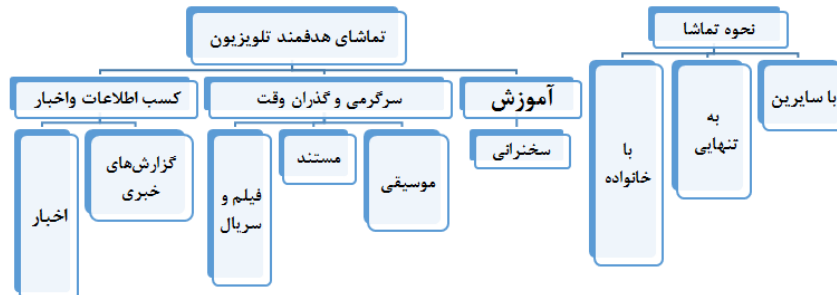 نحوه تماشا
با سایرین
به
تنهایی
با
خانواده
تماشای هدفمند تلویزیون
آموزش
سخنرانی
سرگرمی و گذران وقت
موسیقی
مستند
فیلم و
سریال
کسب اطلاعات واخبار
گزارش‌های
خبری
اخبار